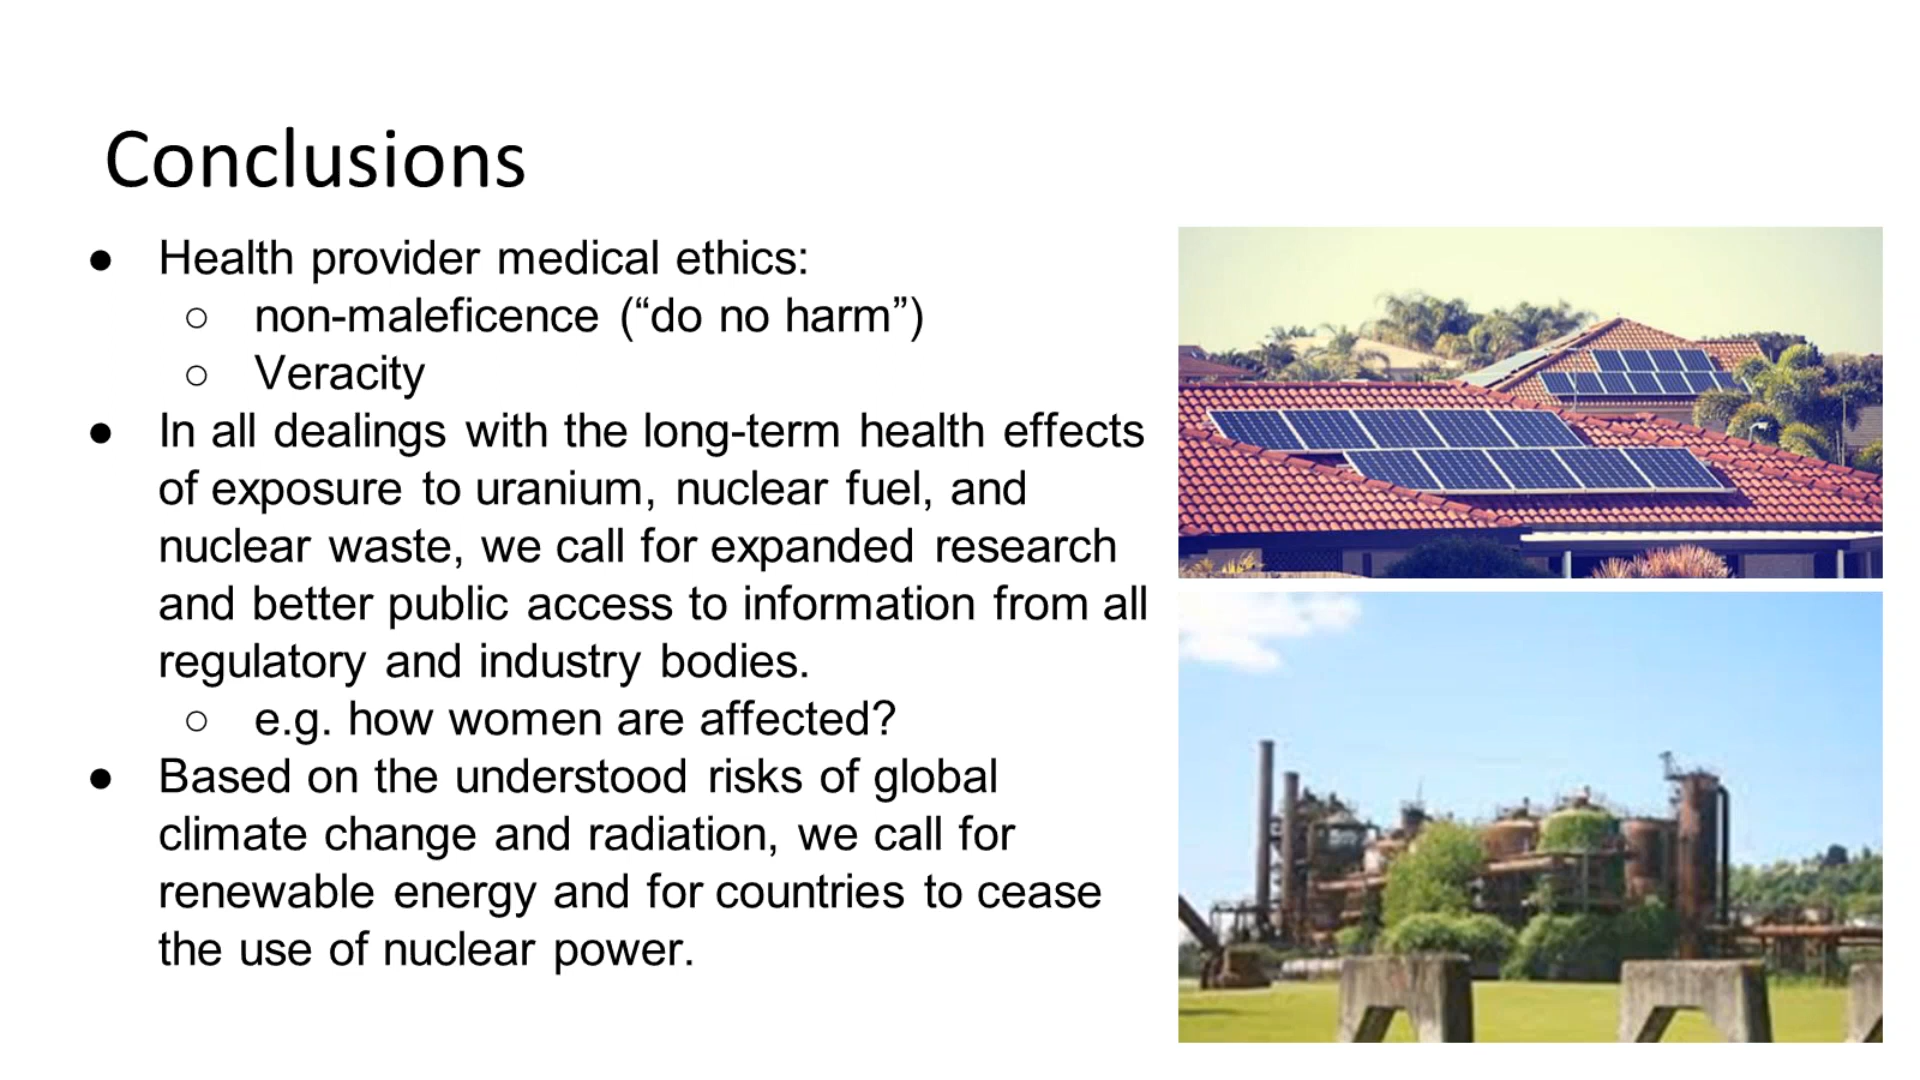 Conclusions
● Health provider medical ethics:
○ non-maleficence (“do no harm”)
○ Veracity
● In all dealings with the long-term health effects
of exposure to uranium, nuclear fuel, and
nuclear waste, we call for expanded research
and better public access to information from all
regulatory and industry bodies.
○ e.g. how women are affected?
● Based on the understood risks of global
climate change and radiation, we call for
renewable energy and for countries to cease
the use of nuclear power.